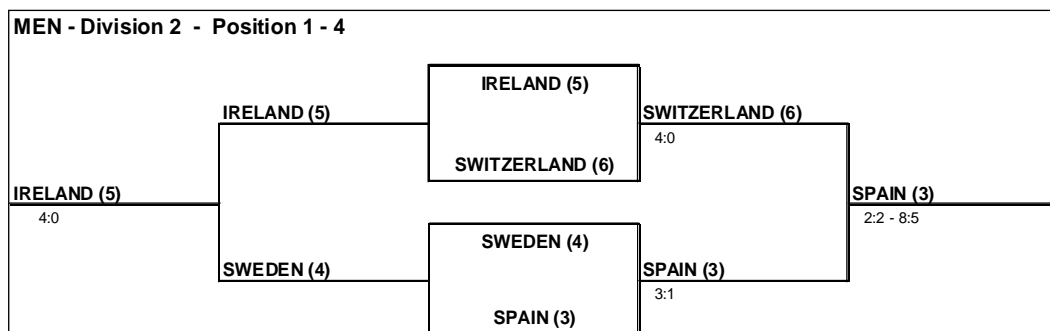 MEN - Division 2 - Position 1 - 4
IRELAND (5)
IRELAND (5)
SWITZERLAND (6)
4:0
SWITZERLAND (6)
IRELAND (5)
4:0
SPAIN (3)
2:2 - 8:5
SWEDEN (4)
SWEDEN (4)
SPAIN (3)
3:1
SPAIN (3)